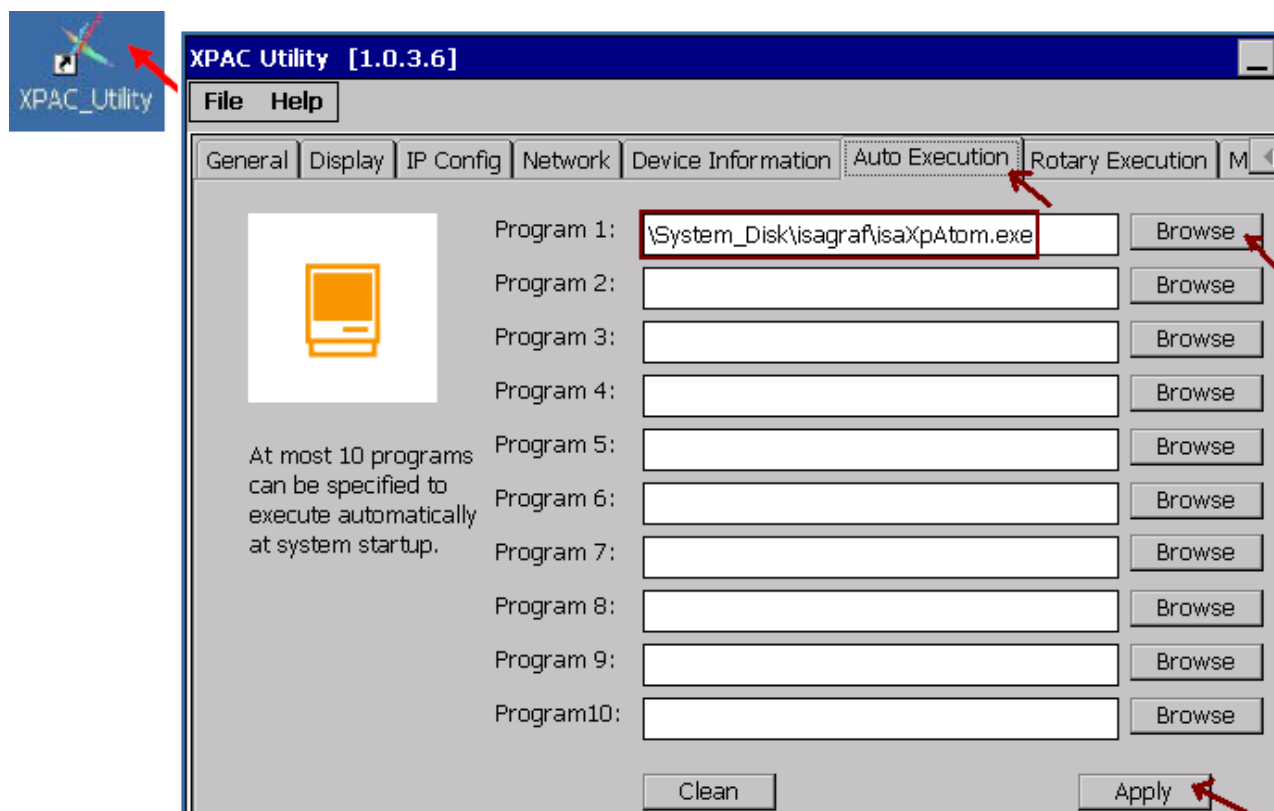 XPAC_Utility
XPAC Utility [1.0.3.6]
File Help
General Display IP Config Network Device Information Auto Execution Rotary Execution M
Program 1: \System_Disk\isagraf\isaXpAtom.exe Browse
Program 2: Browse
Program 3: Browse
Program 4: Browse
At most 10 programs
can be specified to
execute automatically
at system startup.
Program 5: Browse
Program 6: Browse
Program 7: Browse
Program 8: Browse
Program 9: Browse
Program10: Browse
Clean Apply